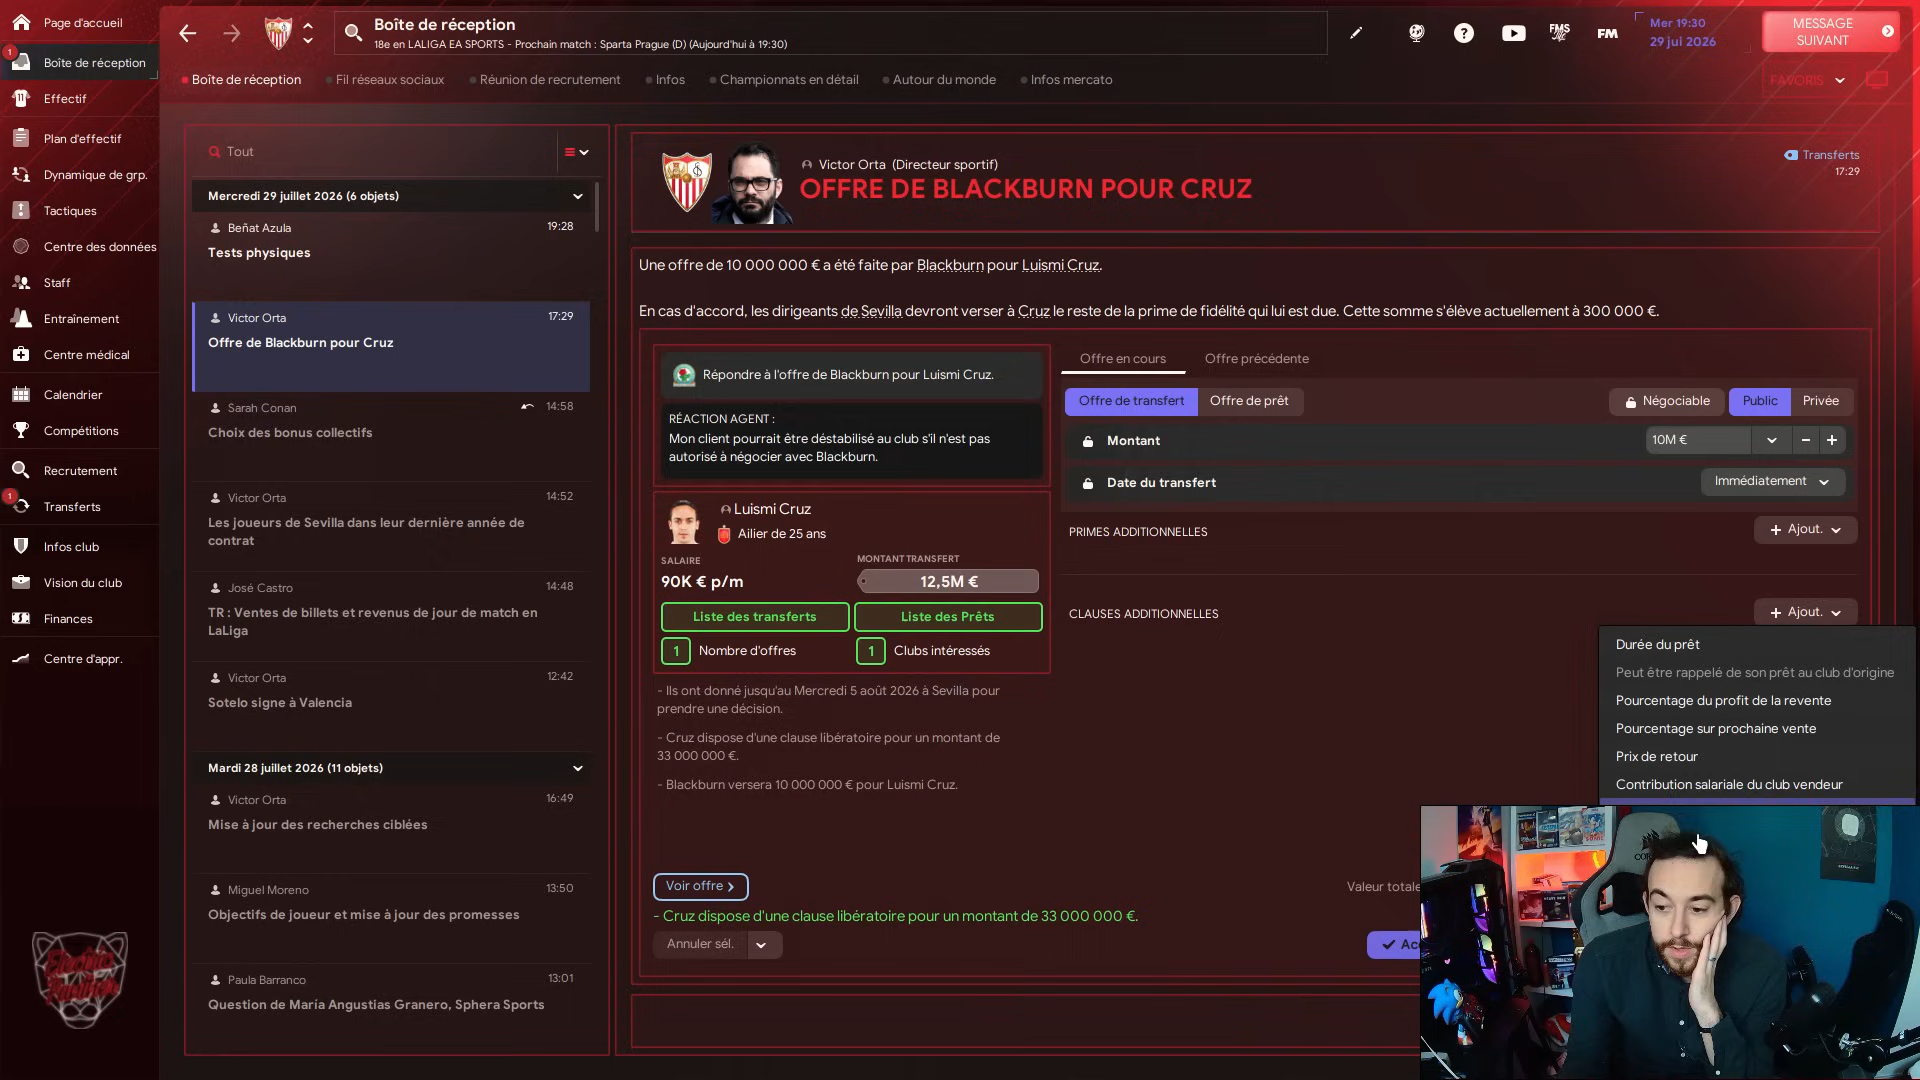 Page d'accueil
1
Boîte de réception
Effectif
Plan d'effectif
Dynamique de grp.
Tactiques
Centre des données
Staff
Entraînement
Centre médical
Calendrier
Compétitions
Recrutement
1
Transferts
Infos club
Vision du club
Finances
Centre d'appr.
Boîte de réception
18e en LALIGA EA SPORTS - Prochain match : Sparta Prague (D) (Aujourd'hui à 19:30)
FMS
FM
Mer 19:30
29 jui 2026
MESSAGE
SUIVANT
Boîte de réception
Fil réseaux sociaux
Réunion de recrutement
Infos
Championnats en détail
Autour du monde
Infos mercato
FAVORIS
Tout
Mercredi 29 juillet 2026 (6 objets)
Beñat Azula
19:28
Tests physiques
Victor Orta
17:29
Offre de Blackburn pour Cruz
Sarah Conan
14:58
Choix des bonus collectifs
Victor Orta
14:52
Les joueurs de Sevilla dans leur dernière année de
contrat
José Castro
14:48
TR : Ventes de billets et revenus de jour de match en
LaLiga
Victor Orta
12:42
Sotelo signe à Valencia
Mardi 28 juillet 2026 (11 objets)
Victor Orta
16:49
Mise à jour des recherches ciblées
Miguel Moreno
13:50
Objectifs de joueur et mise à jour des promesses
Paula Barranco
13:01
Question de María Angustias Granero, Sphera Sports
Victor Orta (Directeur sportif)
OFFRE DE BLACKBURN POUR CRUZ
Transferts
17:29
Une offre de 10 000 000 € a été faite par Blackburn pour Luismi Cruz.
En cas d'accord, les dirigeants de Sevilla devront verser à Cruz le reste de la prime de fidélité qui lui est due. Cette somme s'élève actuellement à 300 000 €.
Répondre à l'offre de Blackburn pour Luismi Cruz.
RÉACTION AGENT :
Mon client pourrait être déstabilisé au club s'il n'est pas
autorisé à négocier avec Blackburn.
Luismi Cruz
Ailier de 25 ans
SALAIRE
90K € p/m
MONTANT TRANSFERT
12,5M €
Liste des transferts
Liste des Prêts
1 Nombre d'offres
1 Clubs intéressés
- Ils ont donné jusqu'au Mercredi 5 août 2026 à Sevilla pour
prendre une décision.
- Cruz dispose d'une clause libératoire pour un montant de
33 000 000 €.
- Blackburn versera 10 000 000 € pour Luismi Cruz.
Voir offre
- Cruz dispose d'une clause libératoire pour un montant de 33 000 000 €.
Annuler sél.
Offre en cours
Offre précédente
Offre de transfert
Offre de prêt
Négociable
Public
Privée
Montant
10M €
Date du transfert
Immédiatement
PRIMES ADDITIONNELLES
+ Ajout.
CLAUSES ADDITIONNELLES
+ Ajout.
Durée du prêt
Peut être rappelé de son prêt au club d'origine
Pourcentage du profit de la revente
Pourcentage sur prochaine vente
Prix de retour
Contribution salariale du club vendeur
Valeur totale